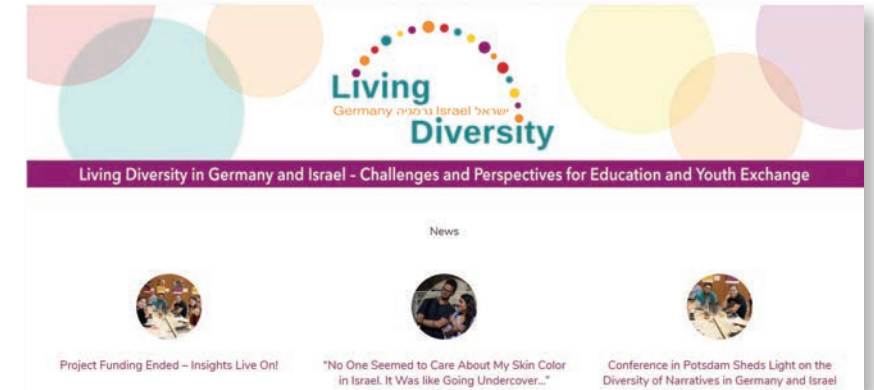 Living
Germany גרמניה Israel ישראל
Diversity
Living Diversity in Germany and Israel - Challenges and Perspectives for Education and Youth Exchange
News
Project Funding Ended – Insights Live On!
"No One Seemed to Care About My Skin Color
in Israel. It Was like Going Undercover..."
Conference in Potsdam Sheds Light on the
Diversity of Narratives in Germany and Israel